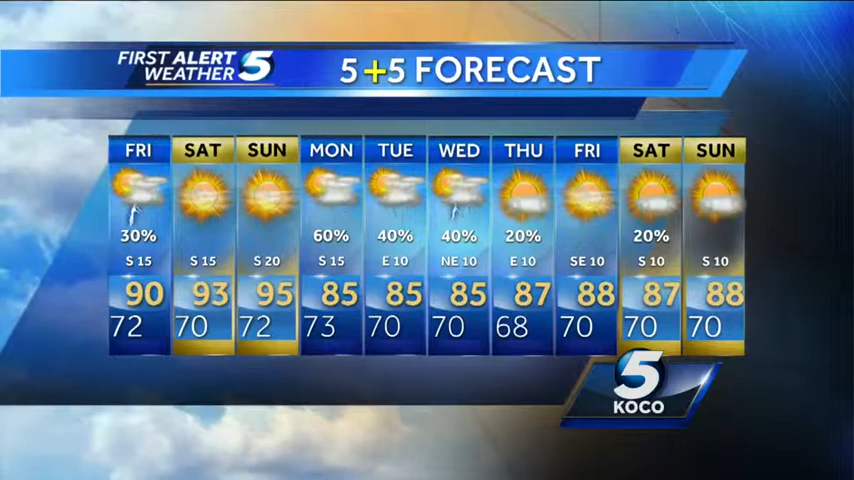 FIRST ALERT
WEATHER 5
5+5 FORECAST
FRI SAT SUN MON TUE WED THU FRI SAT SUN
30% 60% 40% 40% 20% 20%
S 15 S 15 S 20 S 15 E 10 NE 10 E 10 SE 10 S 10 S 10
90 93 95 85 85 85 87 88 87 88
72 70 72 73 70 70 68 70 70 70
5
KOCO